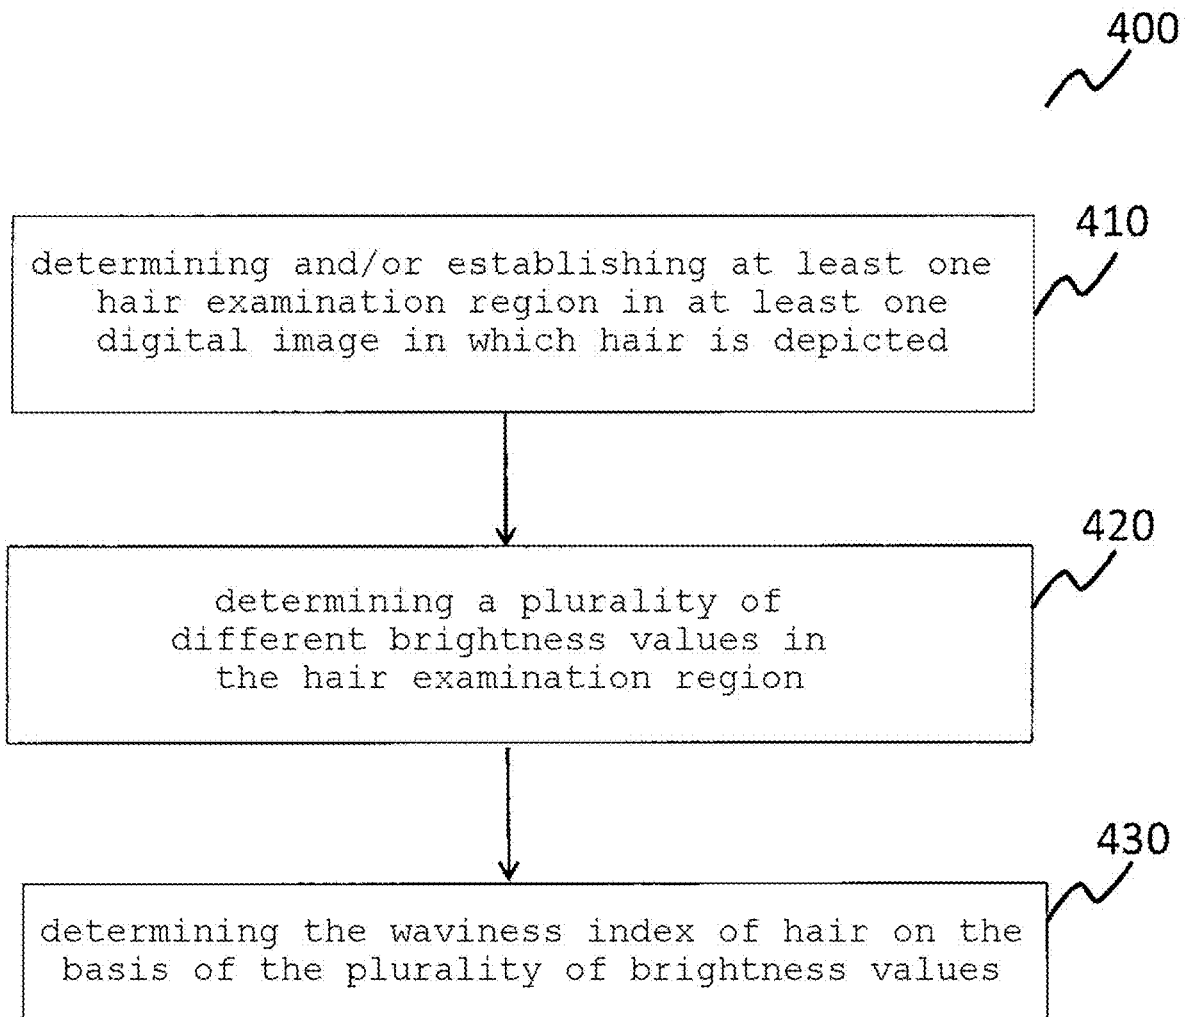 400
410
determining and/or establishing at least one
hair examination region in at least one
digital image in which hair is depicted
420
determining a plurality of
different brightness values in
the hair examination region
430
determining the waviness index of hair on the
basis of the plurality of brightness values